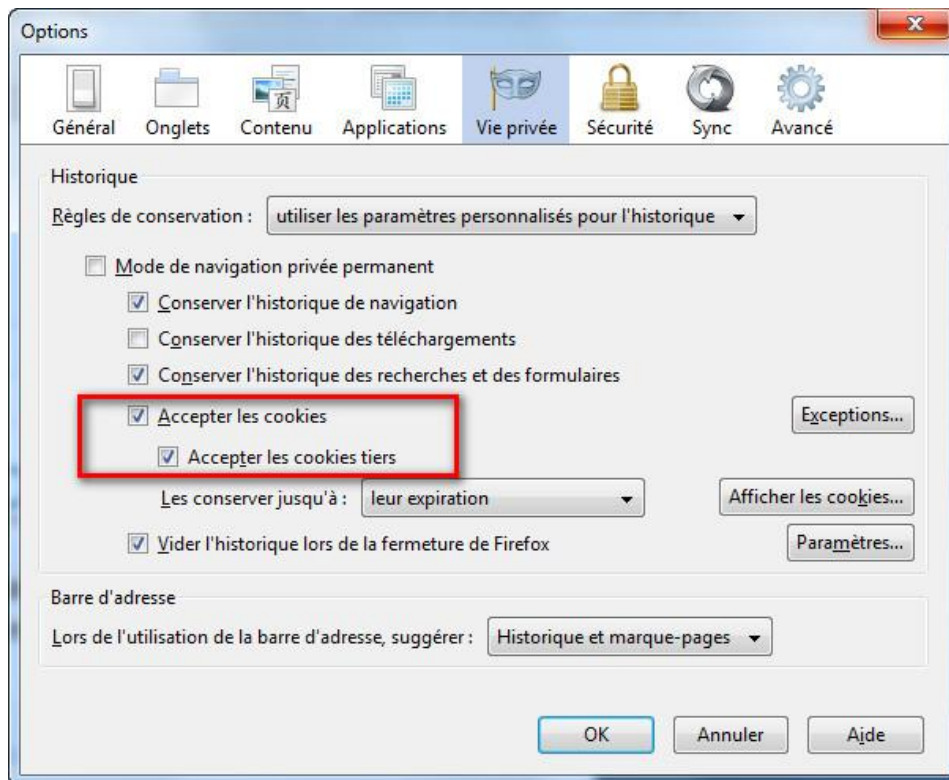 Options
Général Onglets Contenu Applications Vie privée Sécurité Sync Avancé
Historique
Règles de conservation : utiliser les paramètres personnalisés pour l'historique
Mode de navigation privée permanent
Conserver l'historique de navigation
Conserver l'historique des téléchargements
Conserver l'historique des recherches et des formulaires
Accepter les cookies Exceptions...
Accepter les cookies tiers
Les conserver jusqu'à : leur expiration Afficher les cookies...
Vider l'historique lors de la fermeture de Firefox Paramètres...
Barre d'adresse
Lors de l'utilisation de la barre d'adresse, suggérer : Historique et marque-pages
OK Annuler Aide